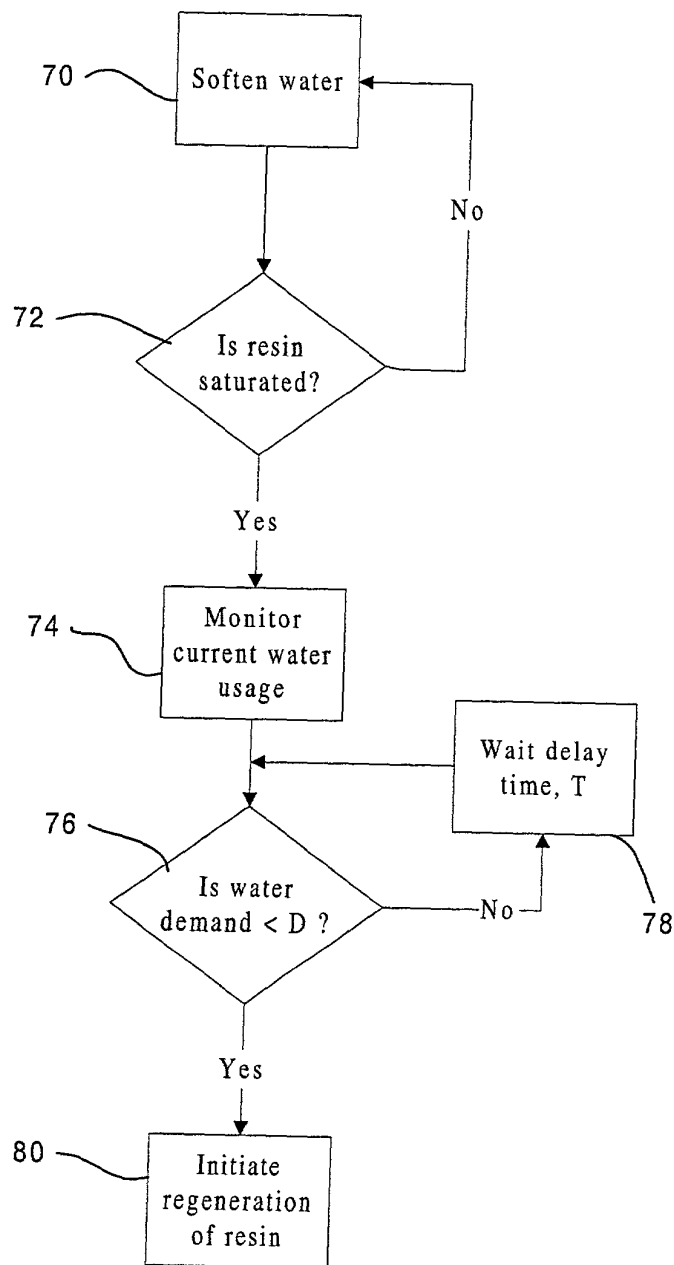 70
Soften water
No
72
Is resin
saturated?
Yes
74
Monitor
current water
usage
Wait delay
time, T
76
Is water
demand < D ?
No
78
Yes
80
Initiate
regeneration
of resin